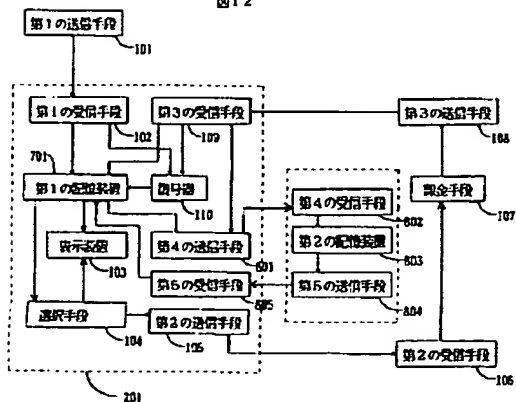 図12
第1の送信手段
101
第1の受信手段
102
第3の受信手段
109
第3の送信手段
108
701
第1の記憶装置
復号器
110
課金手段
107
第4の受信手段
802
表示装置
103
第4の送信手段
801
第2の記憶装置
803
第5の受信手段
805
第5の送信手段
804
選択手段
104
第2の送信手段
105
第2の受信手段
106
201